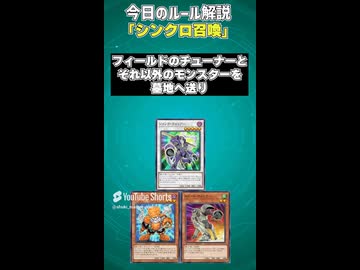 今日のルール解説
「シンクロ召喚」
フィールドのチューナーと
それ以外のモンスターを
墓地へ送り
YouTube Shorts